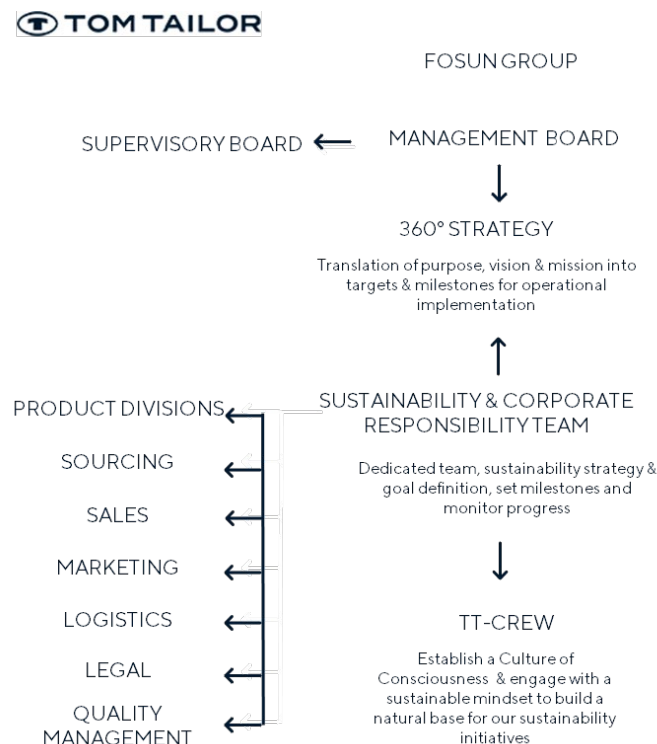 TOM TAILOR
FOSUN GROUP
SUPERVISORY BOARD
MANAGEMENT BOARD
360° STRATEGY
Translation of purpose, vision & mission into
targets & milestones for operational
implementation
SUSTAINABILITY & CORPORATE
RESPONSIBILITY TEAM
Dedicated team, sustainability strategy &
goal definition, set milestones and
monitor progress
PRODUCT DIVISIONS
SOURCING
SALES
MARKETING
LOGISTICS
LEGAL
QUALITY
MANAGEMENT
TT-CREW
Establish a Culture of
Consciousness & engage with a
sustainable mindset to build a
natural base for our sustainability
initiatives